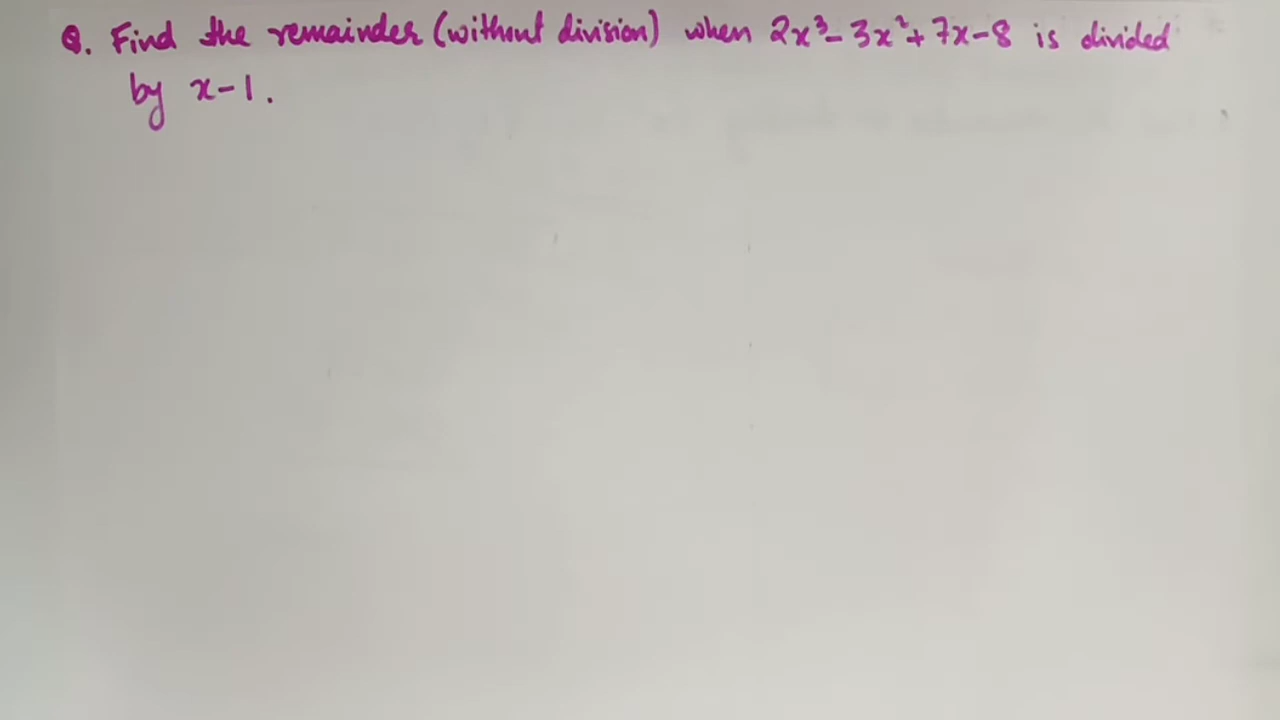 Q. Find the remainder (without division) when 2x³- 3x²+ 7x-8 is divided
by x-1.